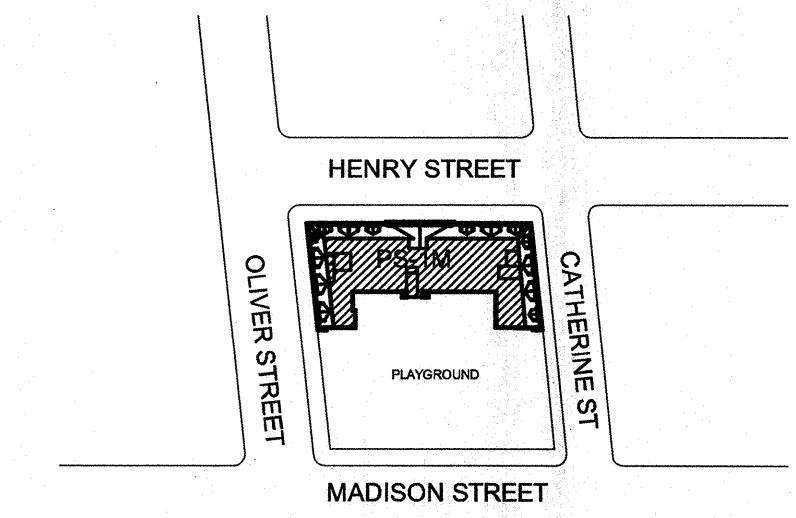 HENRY STREET
PS-1M
OLIVER STREET
CATHERINE ST
PLAYGROUND
MADISON STREET